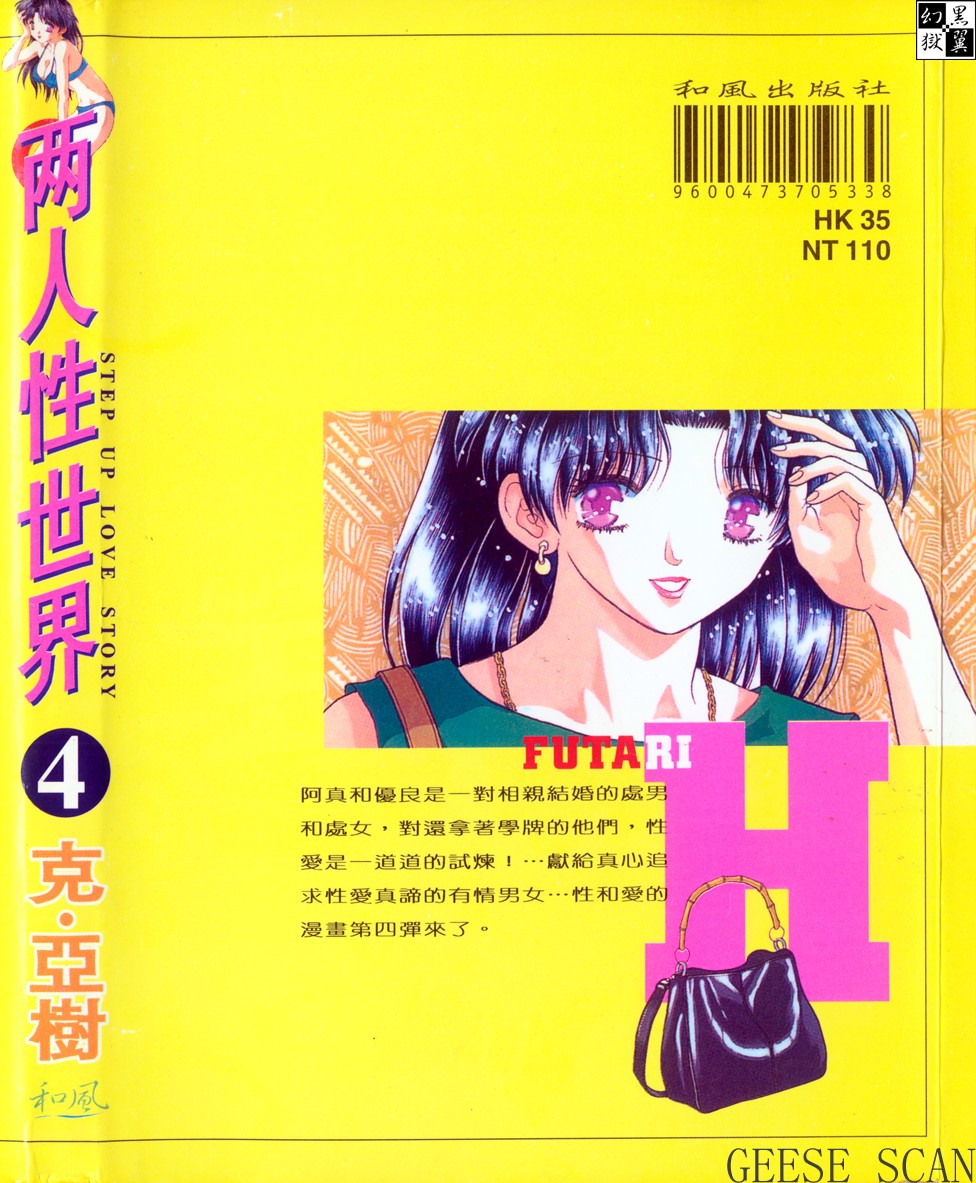 黑翼
幻獄
和風出版社
9600473705338
HK 35
NT 110
两人性世界
STEP UP LOVE STORY
4
克・亞樹
和風
FUTARI
H
阿真和優良是一對相親結婚的處男
和處女，對還拿著學牌的他們，性
愛是一道道的試煉！…獻給真心追
求性愛真諦的有情男女…性和愛的
漫畫第四彈來了。
GEESE SCAN